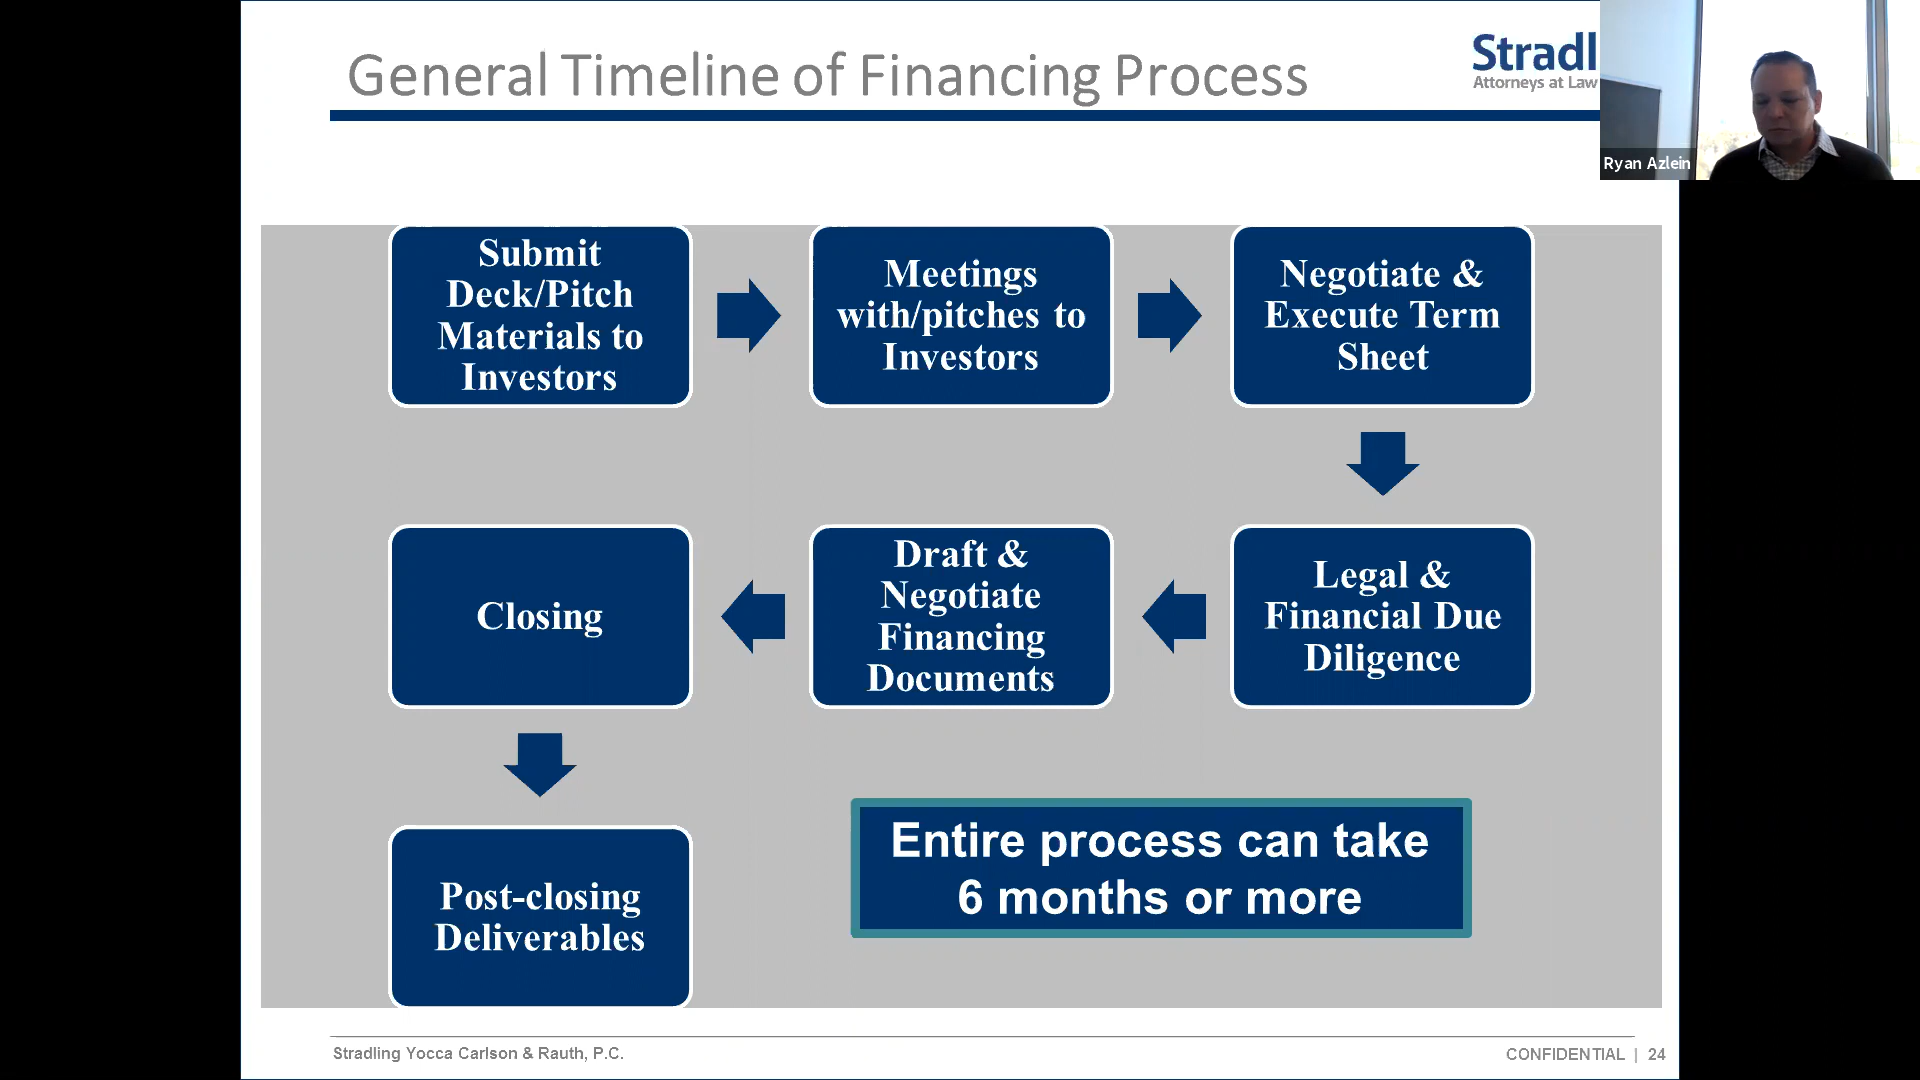 General Timeline of Financing Process
Stradl
Attorneys at Law
Ryan Azlein
Submit
Deck/Pitch
Materials to
Investors
Meetings
with/pitches to
Investors
Negotiate &
Execute Term
Sheet
Legal &
Financial Due
Diligence
Draft &
Negotiate
Financing
Documents
Closing
Post-closing
Deliverables
Entire process can take
6 months or more
Stradling Yocca Carlson & Rauth, P.C.
CONFIDENTIAL | 24